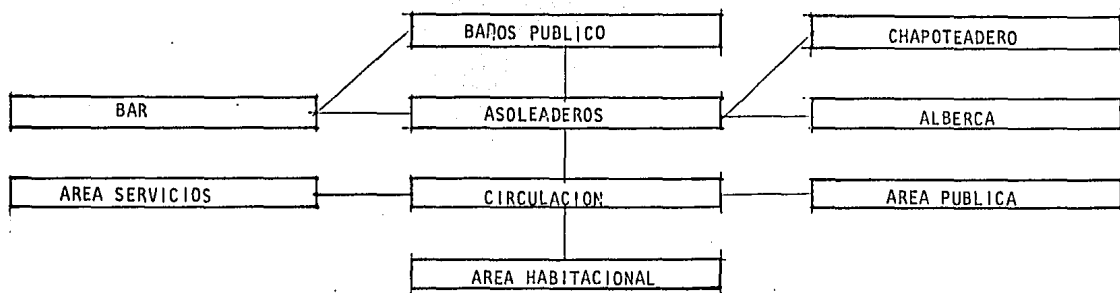 BAÑOS PUBLICO
CHAPOTEADERO
BAR
ASOLEADEROS
ALBERCA
AREA SERVICIOS
CIRCULACION
AREA PUBLICA
AREA HABITACIONAL